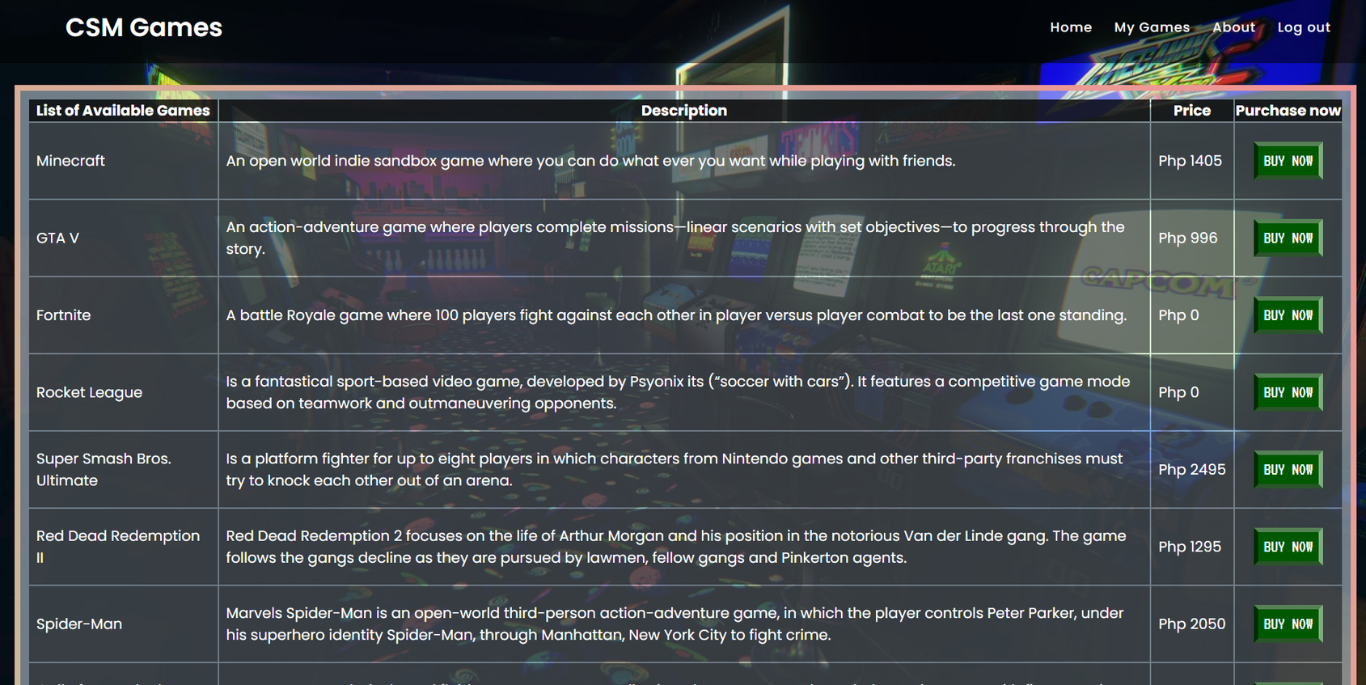 CSM Games
Home My Games About Log out
List of Available Games Description Price Purchase now
Minecraft An open world indie sandbox game where you can do what ever you want while playing with friends. Php 1405 BUY NOW
GTA V An action-adventure game where players complete missions—linear scenarios with set objectives—to progress through the
story. Php 996 BUY NOW
Fortnite A battle Royale game where 100 players fight against each other in player versus player combat to be the last one standing. Php 0 BUY NOW
Rocket League Is a fantastical sport-based video game, developed by Psyonix its (“soccer with cars”). It features a competitive game mode
based on teamwork and outmaneuvering opponents. Php 0 BUY NOW
Super Smash Bros.
Ultimate Is a platform fighter for up to eight players in which characters from Nintendo games and other third-party franchises must
try to knock each other out of an arena. Php 2495 BUY NOW
Red Dead Redemption
II Red Dead Redemption 2 focuses on the life of Arthur Morgan and his position in the notorious Van der Linde gang. The game
follows the gangs decline as they are pursued by lawmen, fellow gangs and Pinkerton agents. Php 1295 BUY NOW
Spider-Man Marvels Spider-Man is an open-world third-person action-adventure game, in which the player controls Peter Parker, under
his superhero identity Spider-Man, through Manhattan, New York City to fight crime. Php 2050 BUY NOW
TETRIS
ATARI
CAPCOM